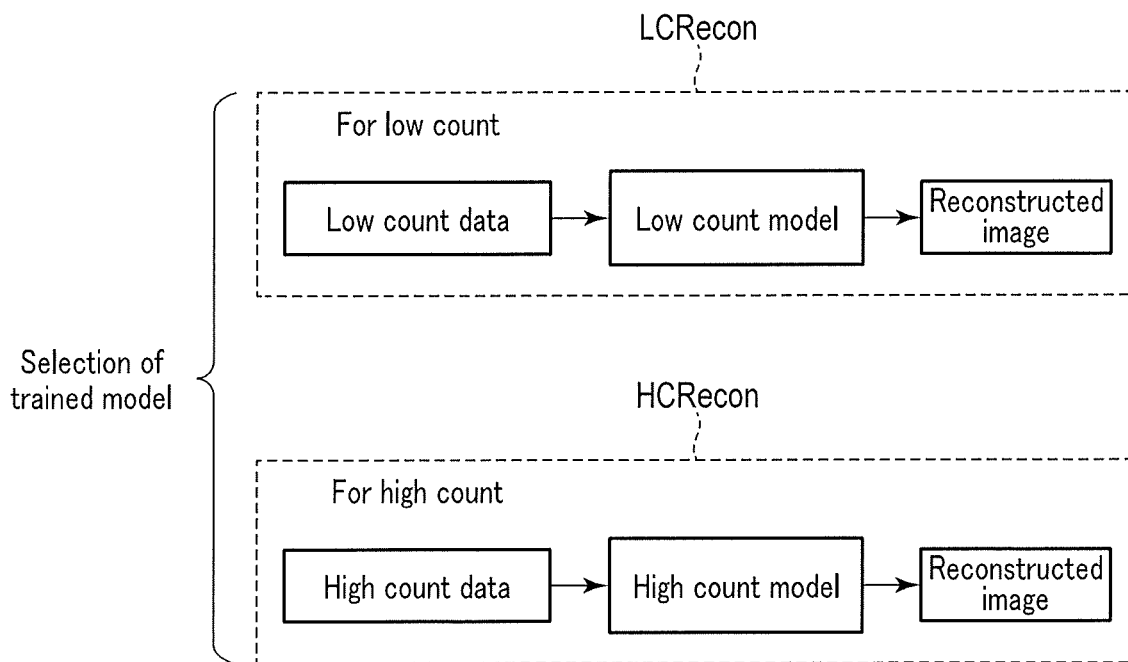 LCRecon
For low count
Low count data
Low count model
Reconstructed
image
Selection of
trained model
HCRecon
For high count
High count data
High count model
Reconstructed
image